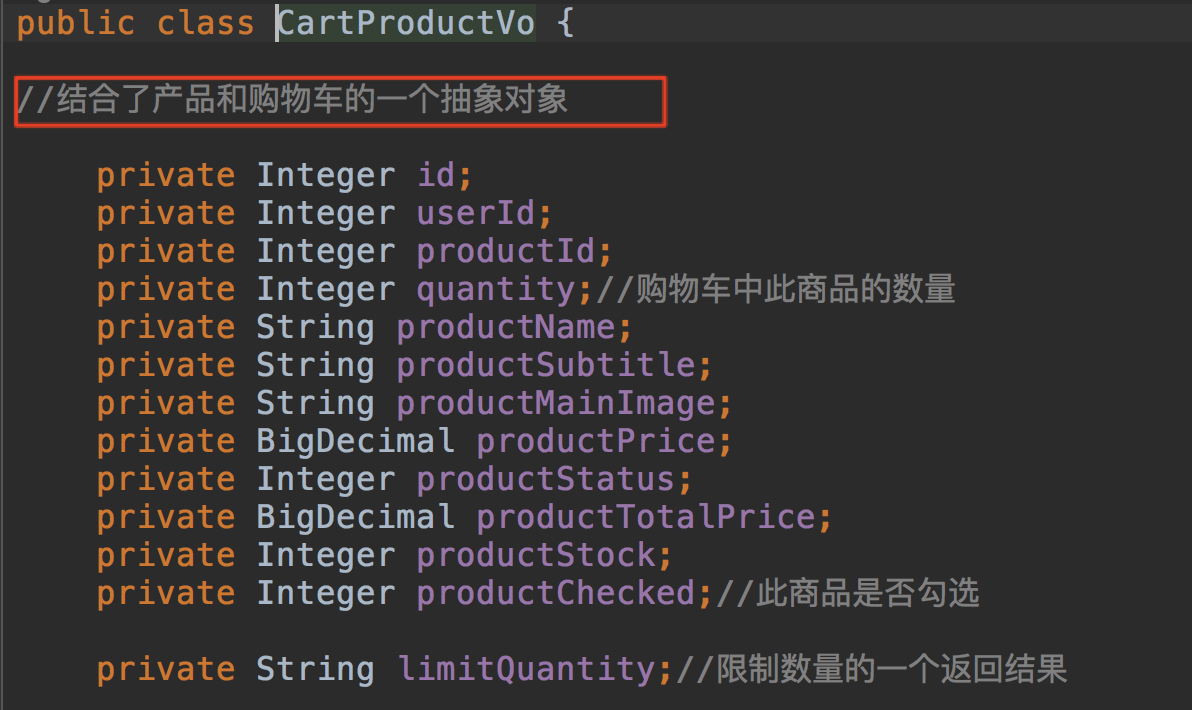 public class CartProductVo {
//结合了产品和购物车的一个抽象对象
private Integer id;
private Integer userId;
private Integer productId;
private Integer quantity;//购物车中此商品的数量
private String productName;
private String productSubtitle;
private String productMainImage;
private BigDecimal productPrice;
private Integer productStatus;
private BigDecimal productTotalPrice;
private Integer productStock;
private Integer productChecked;//此商品是否勾选
private String limitQuantity;//限制数量的一个返回结果